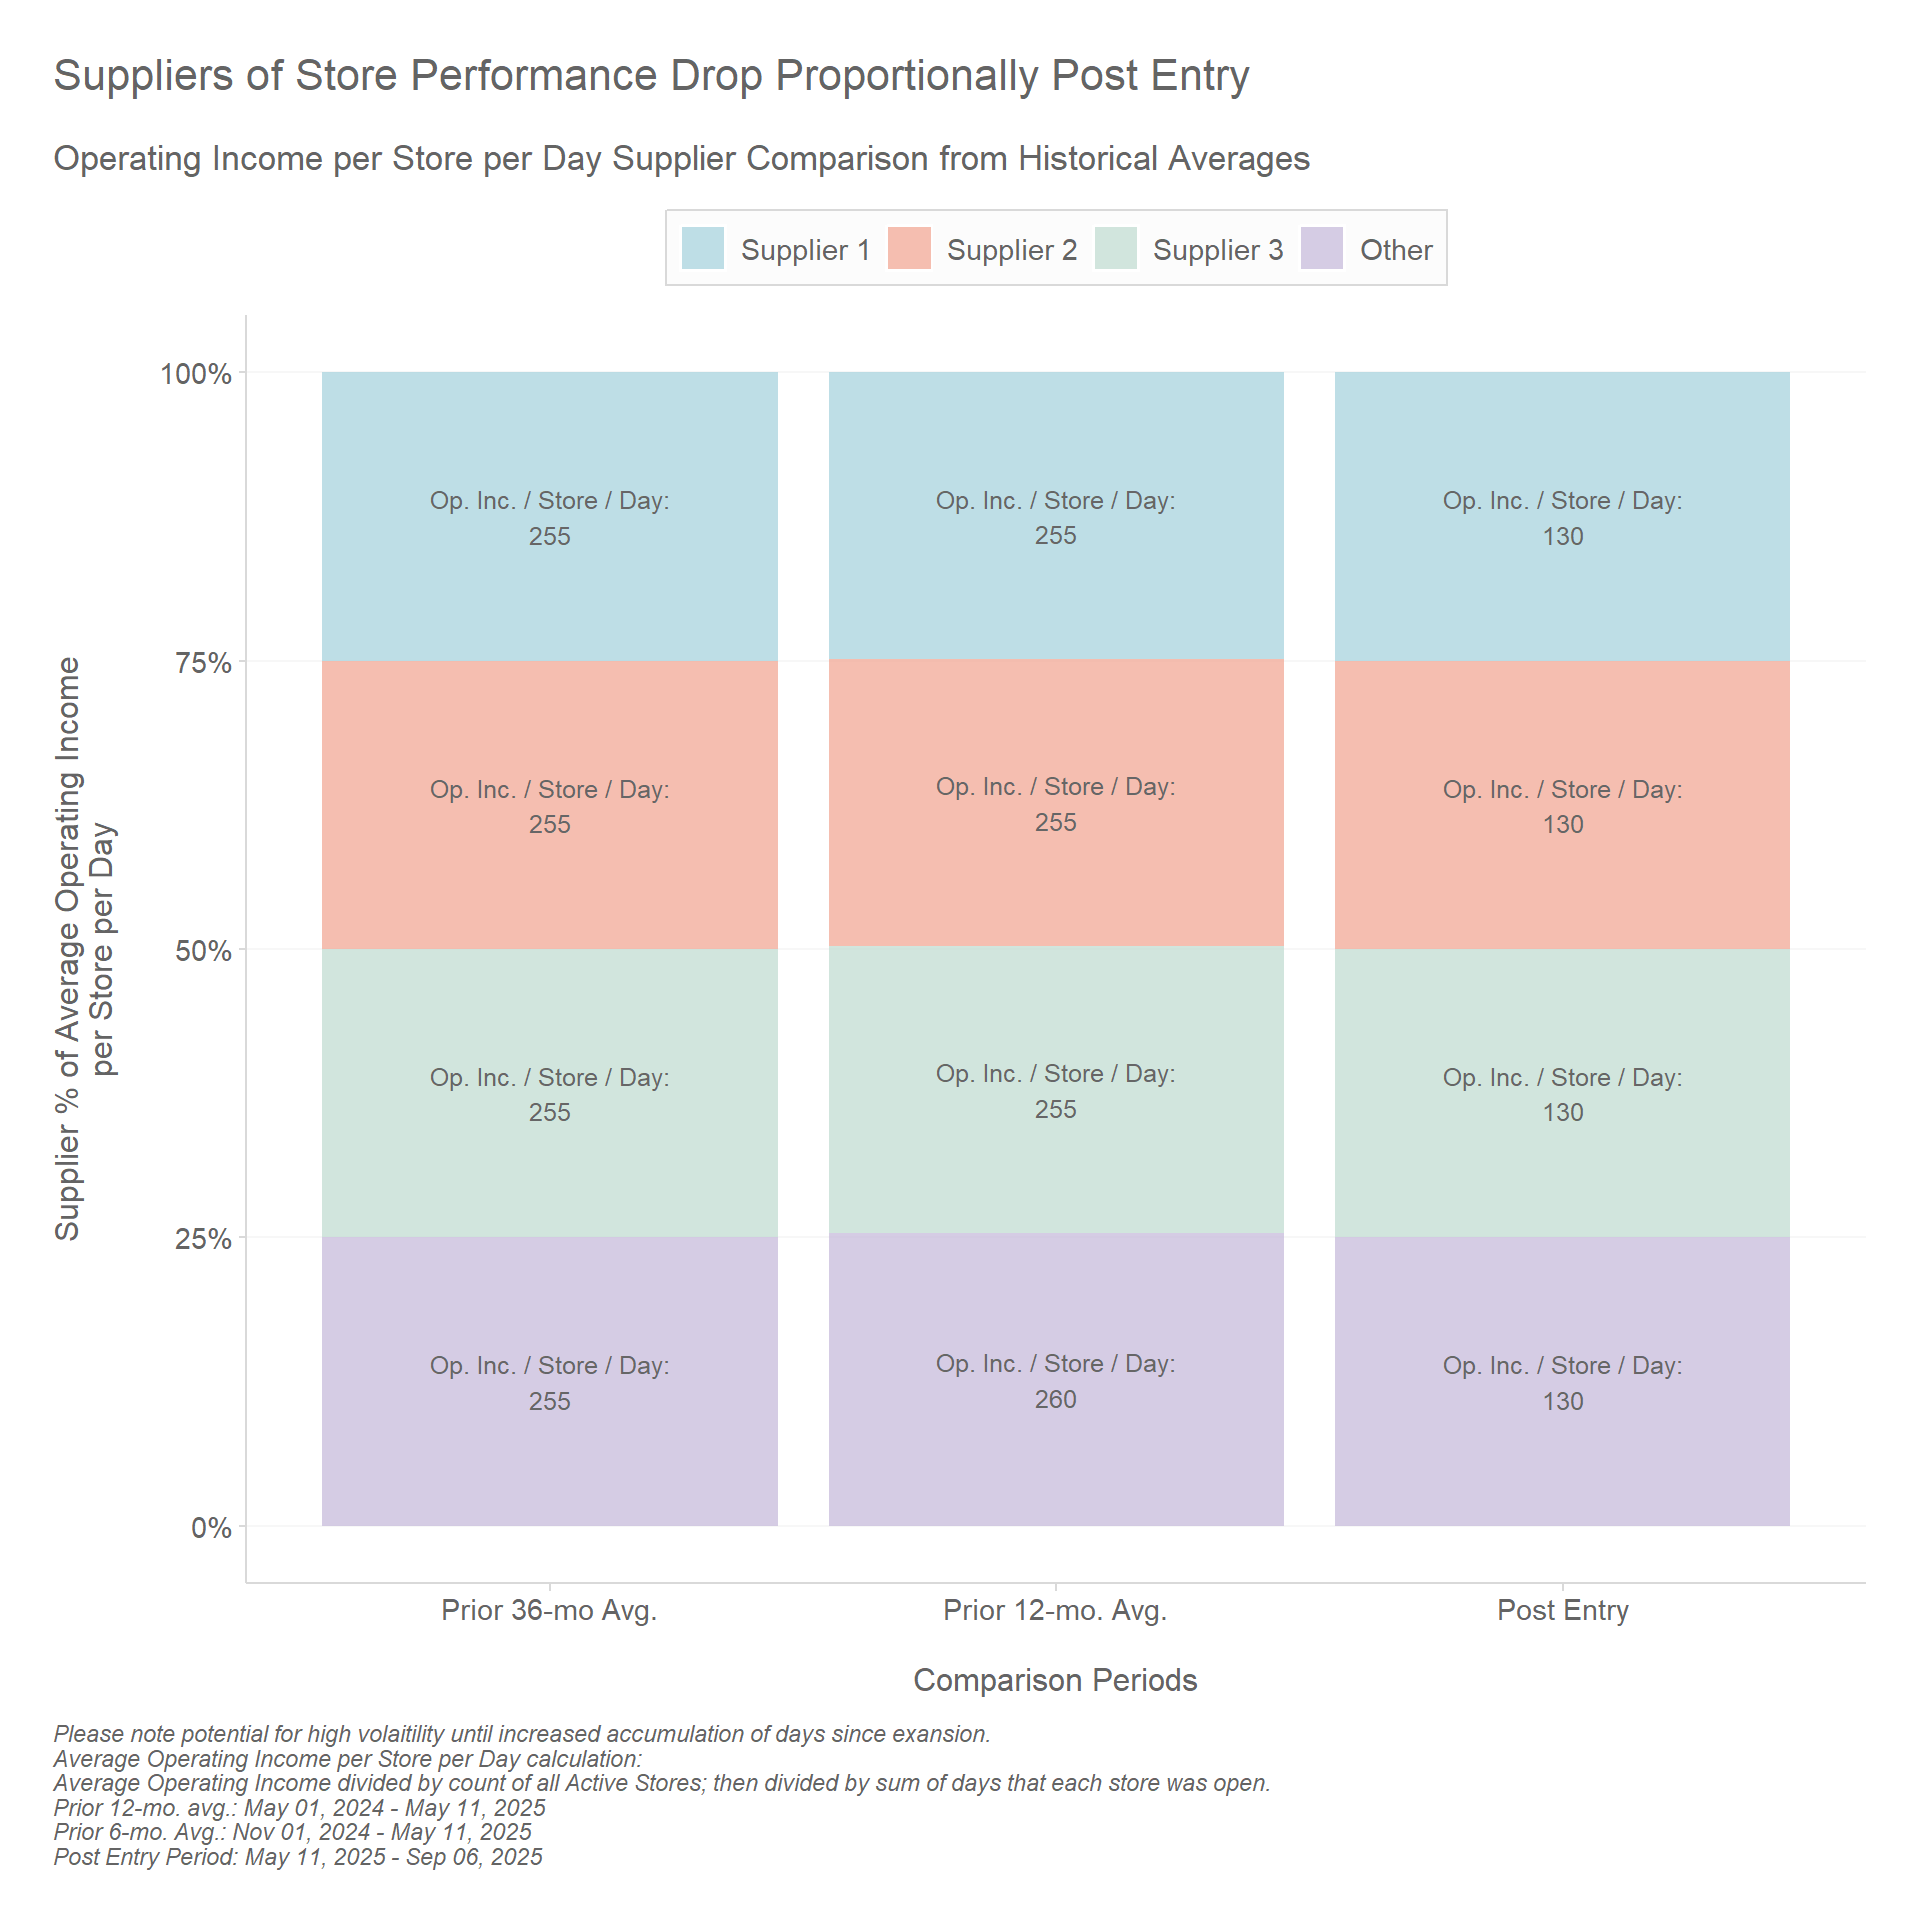 Suppliers of Store Performance Drop Proportionally Post Entry
Operating Income per Store per Day Supplier Comparison from Historical Averages
Supplier 1
Supplier 2
Supplier 3
Other
Supplier % of Average Operating Income
per Store per Day
100%
75%
50%
25%
0%
Op. Inc. / Store / Day:
255
Op. Inc. / Store / Day:
255
Op. Inc. / Store / Day:
130
Op. Inc. / Store / Day:
255
Op. Inc. / Store / Day:
255
Op. Inc. / Store / Day:
130
Op. Inc. / Store / Day:
255
Op. Inc. / Store / Day:
255
Op. Inc. / Store / Day:
130
Op. Inc. / Store / Day:
255
Op. Inc. / Store / Day:
260
Op. Inc. / Store / Day:
130
Prior 36-mo Avg.
Prior 12-mo. Avg.
Post Entry
Comparison Periods
Please note potential for high volaitility until increased accumulation of days since exansion.
Average Operating Income per Store per Day calculation:
Average Operating Income divided by count of all Active Stores; then divided by sum of days that each store was open.
Prior 12-mo. avg.: May 01, 2024 - May 11, 2025
Prior 6-mo. Avg.: Nov 01, 2024 - May 11, 2025
Post Entry Period: May 11, 2025 - Sep 06, 2025